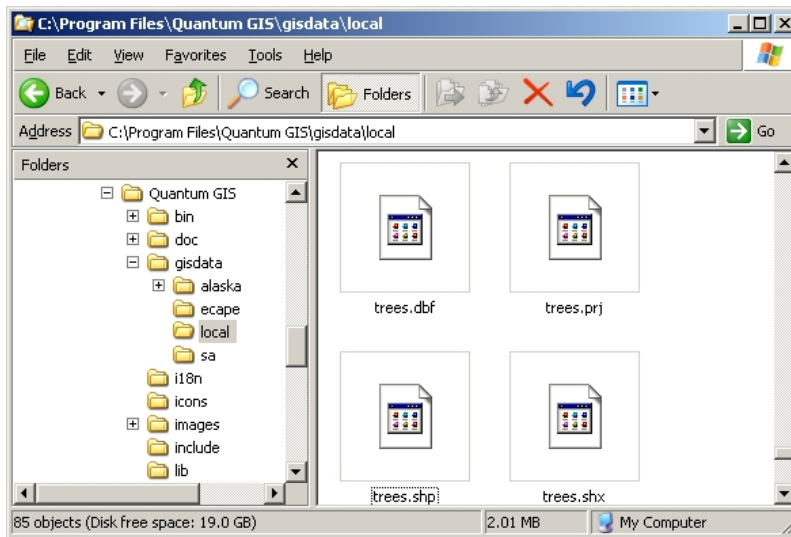 C:\Program Files\Quantum GIS\gisdata\local
File Edit View Favorites Tools Help
Back Search Folders
Address C:\Program Files\Quantum GIS\gisdata\local Go
Folders
Quantum GIS
bin
doc
gisdata
alaska
ecape
local
sa
i18n
icons
images
include
lib
trees.dbf trees.prj
trees.shp trees.shx
85 objects (Disk free space: 19.0 GB) 2.01 MB My Computer